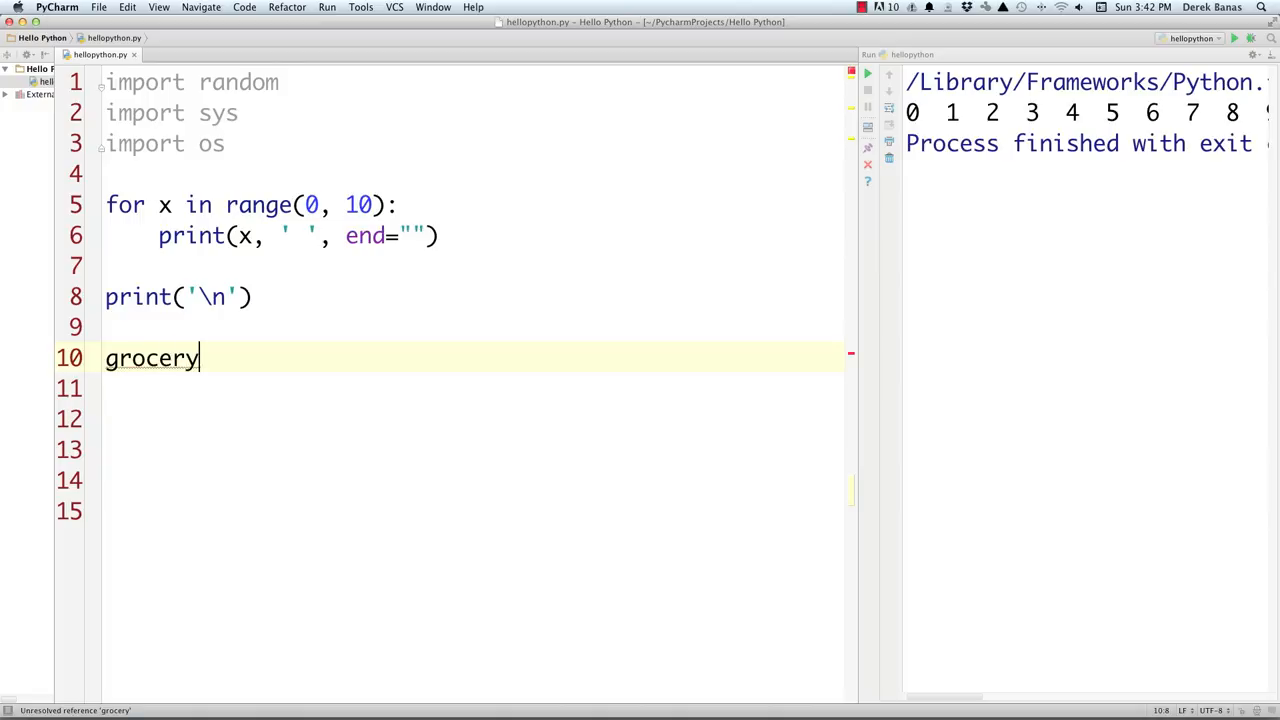 PyCharm File Edit View Navigate Code Refactor Run Tools VCS Window Help 10 Sun 3:42 PM Derek Banas
hellopython.py – Hello Python – [~/PycharmProjects/Hello Python]
Hello Python hellopython.py hellopython
hellopython.py Run hellopython
Hello P
hello
Externa
1 import random
2 import sys
3 import os
4
5 for x in range(0, 10):
6 print(x, ' ', end="")
7
8 print('\n')
9
10 grocery
11
12
13
14
15
/Library/Frameworks/Python.
0 1 2 3 4 5 6 7 8
Process finished with exit
Unresolved reference 'grocery' 10:8 LF UTF-8